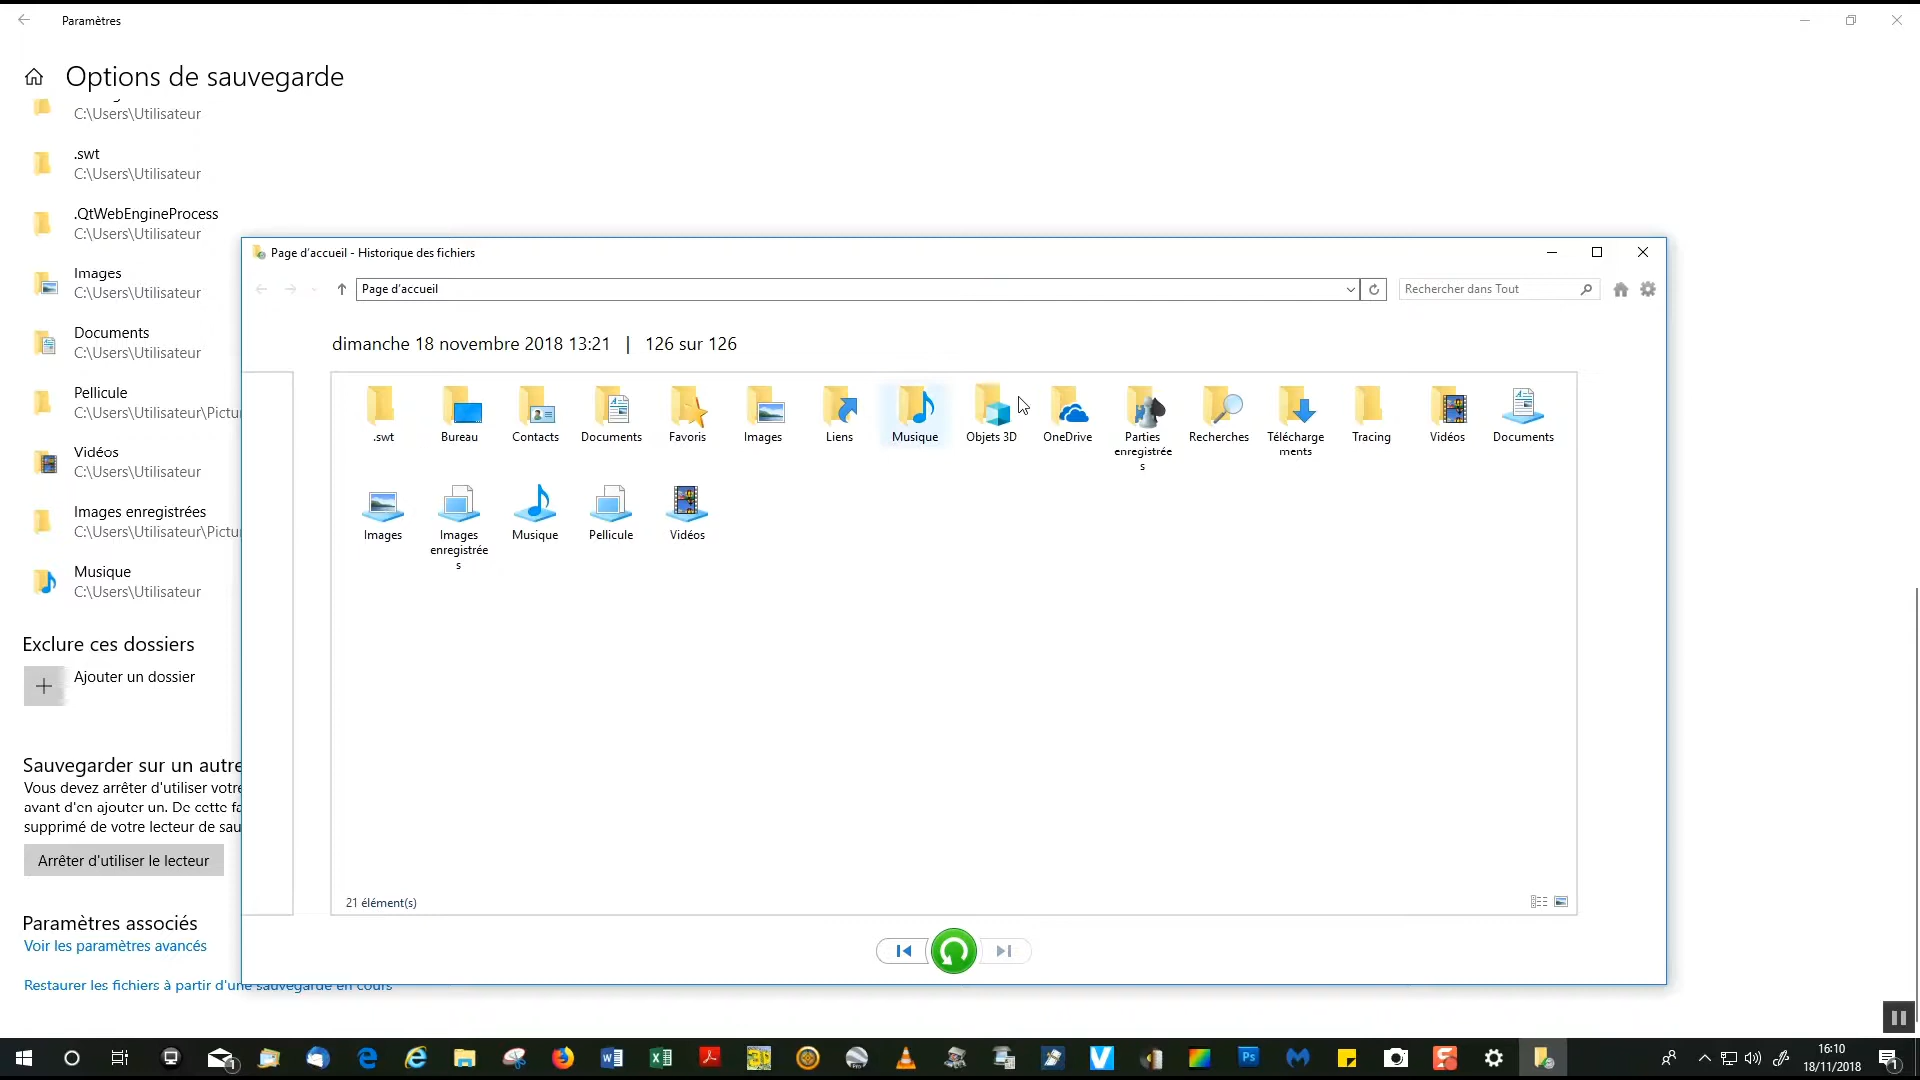 Paramètres
Options de sauvegarde
C:\Users\Utilisateur
.swt
C:\Users\Utilisateur
.QtWebEngineProcess
C:\Users\Utilisateur
Images
C:\Users\Utilisateur
Documents
C:\Users\Utilisateur
Pellicule
C:\Users\Utilisateur\Pictu
Vidéos
C:\Users\Utilisateur
Images enregistrées
C:\Users\Utilisateur\Pictu
Musique
C:\Users\Utilisateur
Exclure ces dossiers
Ajouter un dossier
Sauvegarder sur un autre
Vous devez arrêter d'utiliser votre
avant d'en ajouter un. De cette fa
supprimé de votre lecteur de sau
Arrêter d'utiliser le lecteur
Paramètres associés
Voir les paramètres avancés
Restaurer les fichiers à partir d'une sauvegarde en cours
Page d'accueil - Historique des fichiers
Page d'accueil
Rechercher dans Tout
dimanche 18 novembre 2018 13:21 | 126 sur 126
.swt
Bureau
Contacts
Documents
Favoris
Images
Liens
Musique
Objets 3D
OneDrive
Parties
enregistrée
s
Recherches
Télécharge
ments
Tracing
Vidéos
Documents
Images
Images
enregistrée
s
Musique
Pellicule
Vidéos
21 élément(s)
16:10
18/11/2018